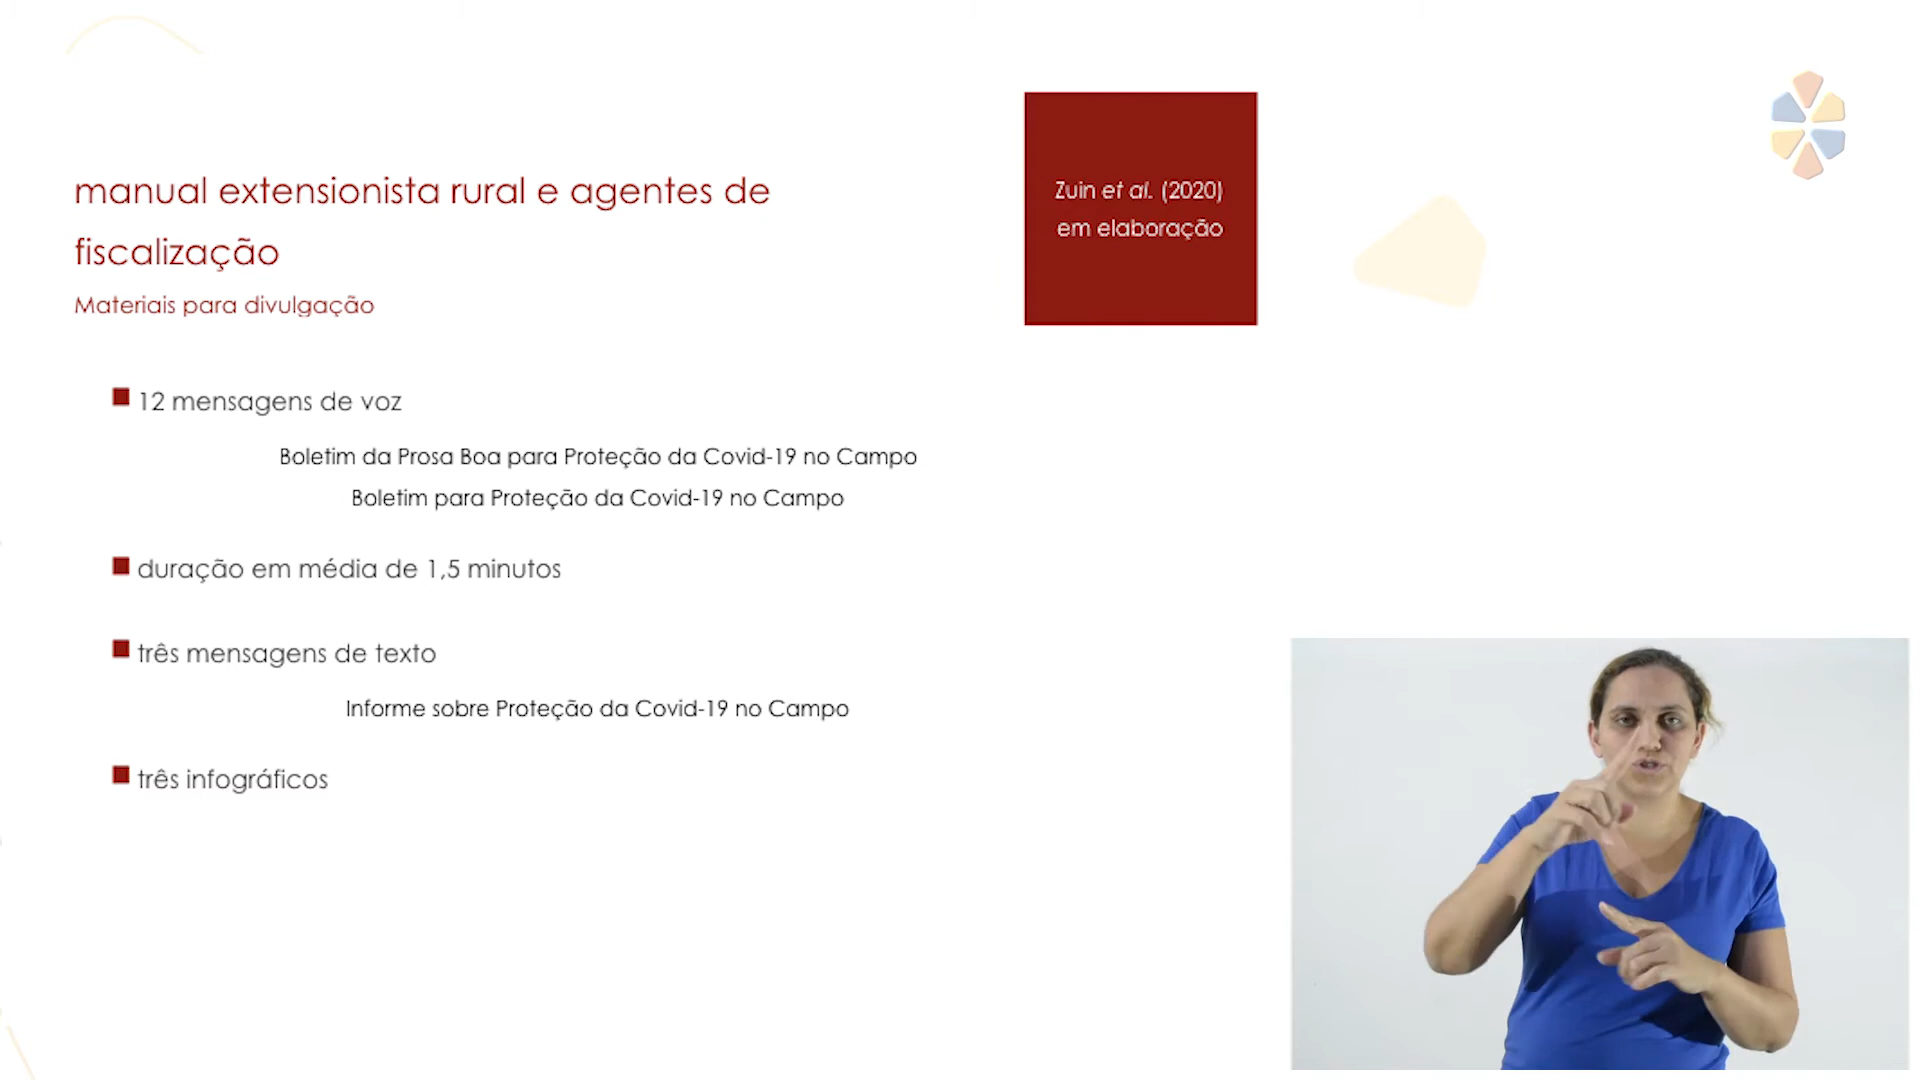 manual extensionista rural e agentes de
fiscalização
Materiais para divulgação
Zuin et al. (2020)
em elaboração
12 mensagens de voz
Boletim da Prosa Boa para Proteção da Covid-19 no Campo
Boletim para Proteção da Covid-19 no Campo
duração em média de 1,5 minutos
três mensagens de texto
Informe sobre Proteção da Covid-19 no Campo
três infográficos